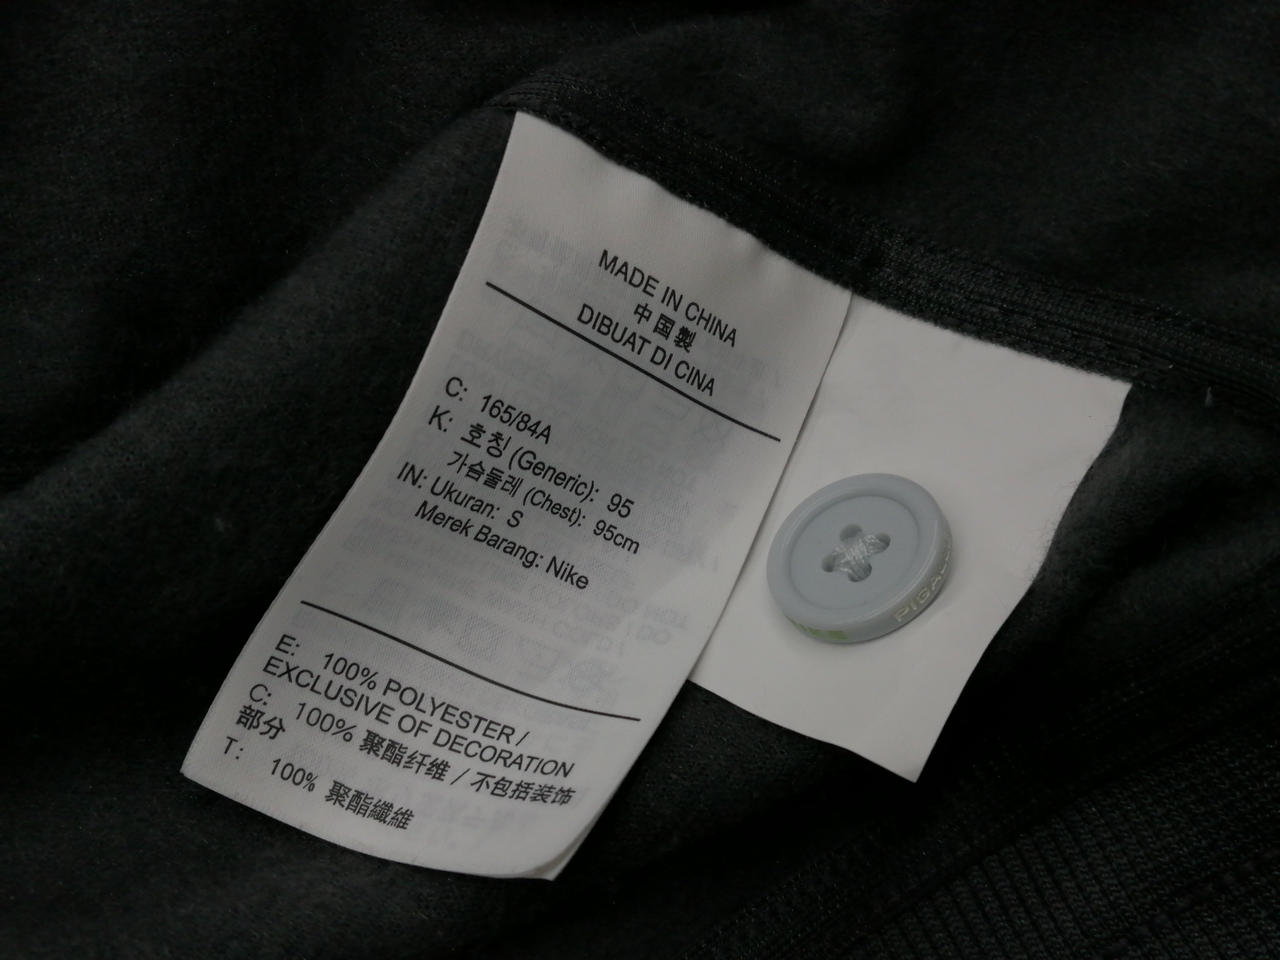 MADE IN CHINA
中国製
DIBUAT DI CINA
C: 165/84A
K: 호칭 (Generic): 95
가슴둘레 (Chest): 95cm
IN: Ukuran: S
Merek Barang: Nike
E: 100% POLYESTER /
EXCLUSIVE OF DECORATION
C: 100% 聚酯纤维 / 不包括装饰
部分
T: 100% 聚酯纖維